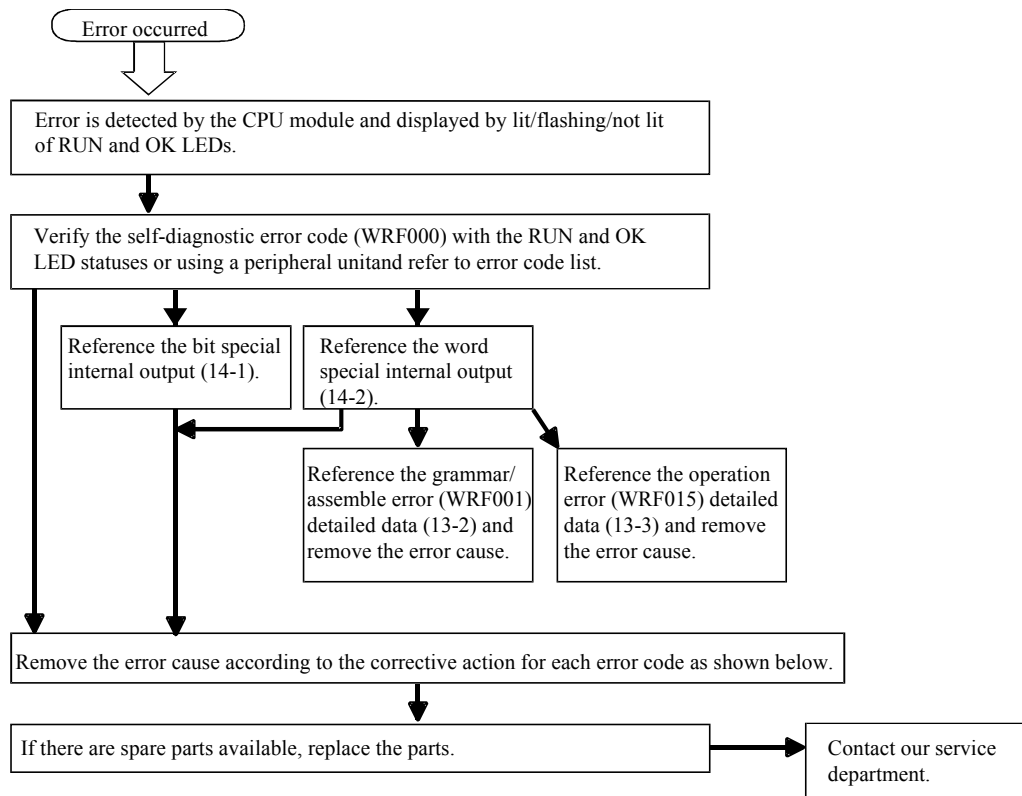 Error occurred
Error is detected by the CPU module and displayed by lit/flashing/not lit
of RUN and OK LEDs.
Verify the self-diagnostic error code (WRF000) with the RUN and OK
LED statuses or using a peripheral unitand refer to error code list.
Reference the bit special
internal output (14-1).
Reference the word
special internal output
(14-2).
Reference the grammar/
assemble error (WRF001)
detailed data (13-2) and
remove the error cause.
Reference the operation
error (WRF015) detailed
data (13-3) and remove
the error cause.
Remove the error cause according to the corrective action for each error code as shown below.
If there are spare parts available, replace the parts.
Contact our service
department.